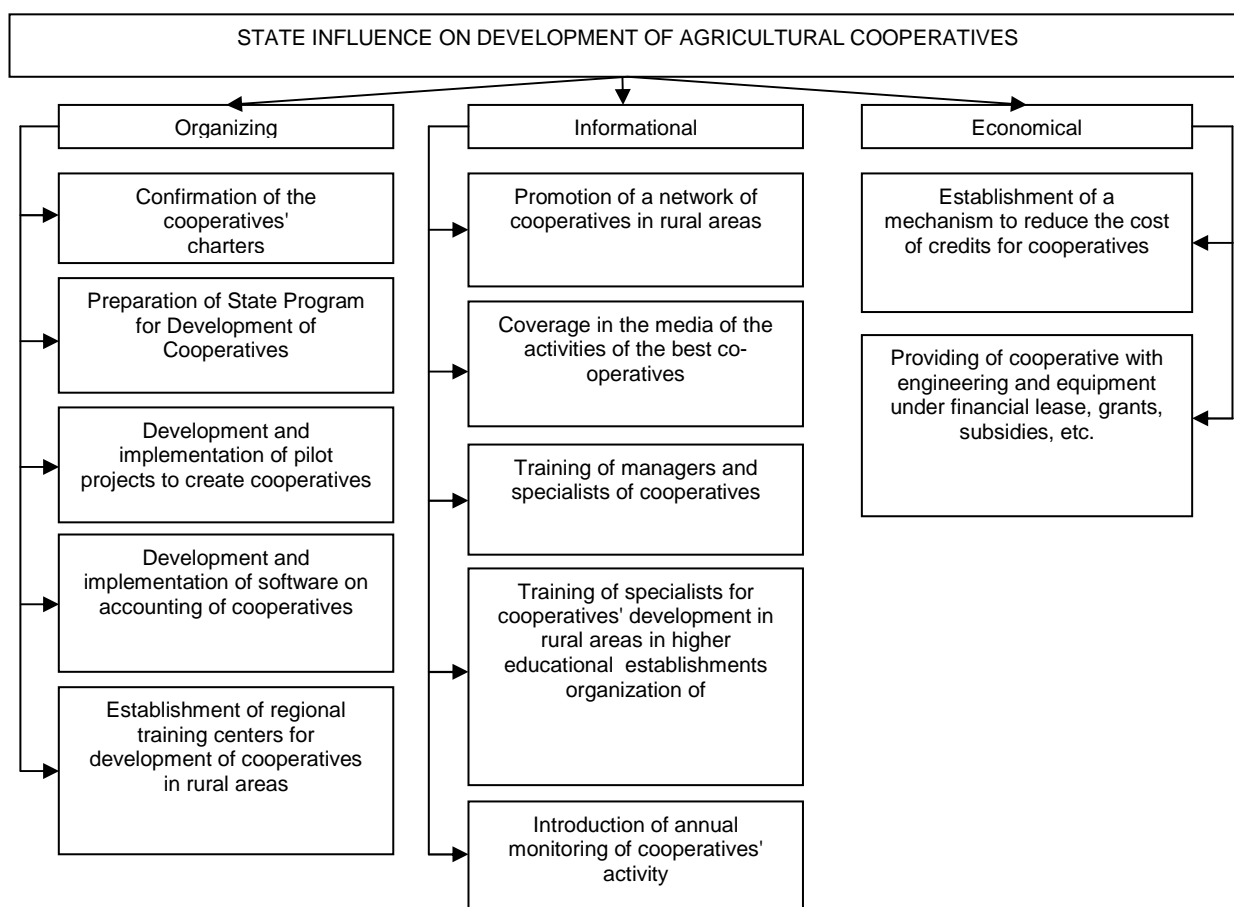 STATE INFLUENCE ON DEVELOPMENT OF AGRICULTURAL COOPERATIVES
Organizing
Confirmation of the
cooperatives'
charters
Preparation of State Program
for Development of
Cooperatives
Development and
implementation of pilot
projects to create cooperatives
Development and
implementation of software on
accounting of cooperatives
Establishment of regional
training centers for
development of cooperatives
in rural areas
Informational
Promotion of a network of
cooperatives in rural areas
Coverage in the media of the
activities of the best co-
operatives
Training of managers and
specialists of cooperatives
Training of specialists for
cooperatives' development in
rural areas in higher
educational establishments
organization of
Introduction of annual
monitoring of cooperatives'
activity
Economical
Establishment of a
mechanism to reduce the cost
of credits for cooperatives
Providing of cooperative with
engineering and equipment
under financial lease, grants,
subsidies, etc.